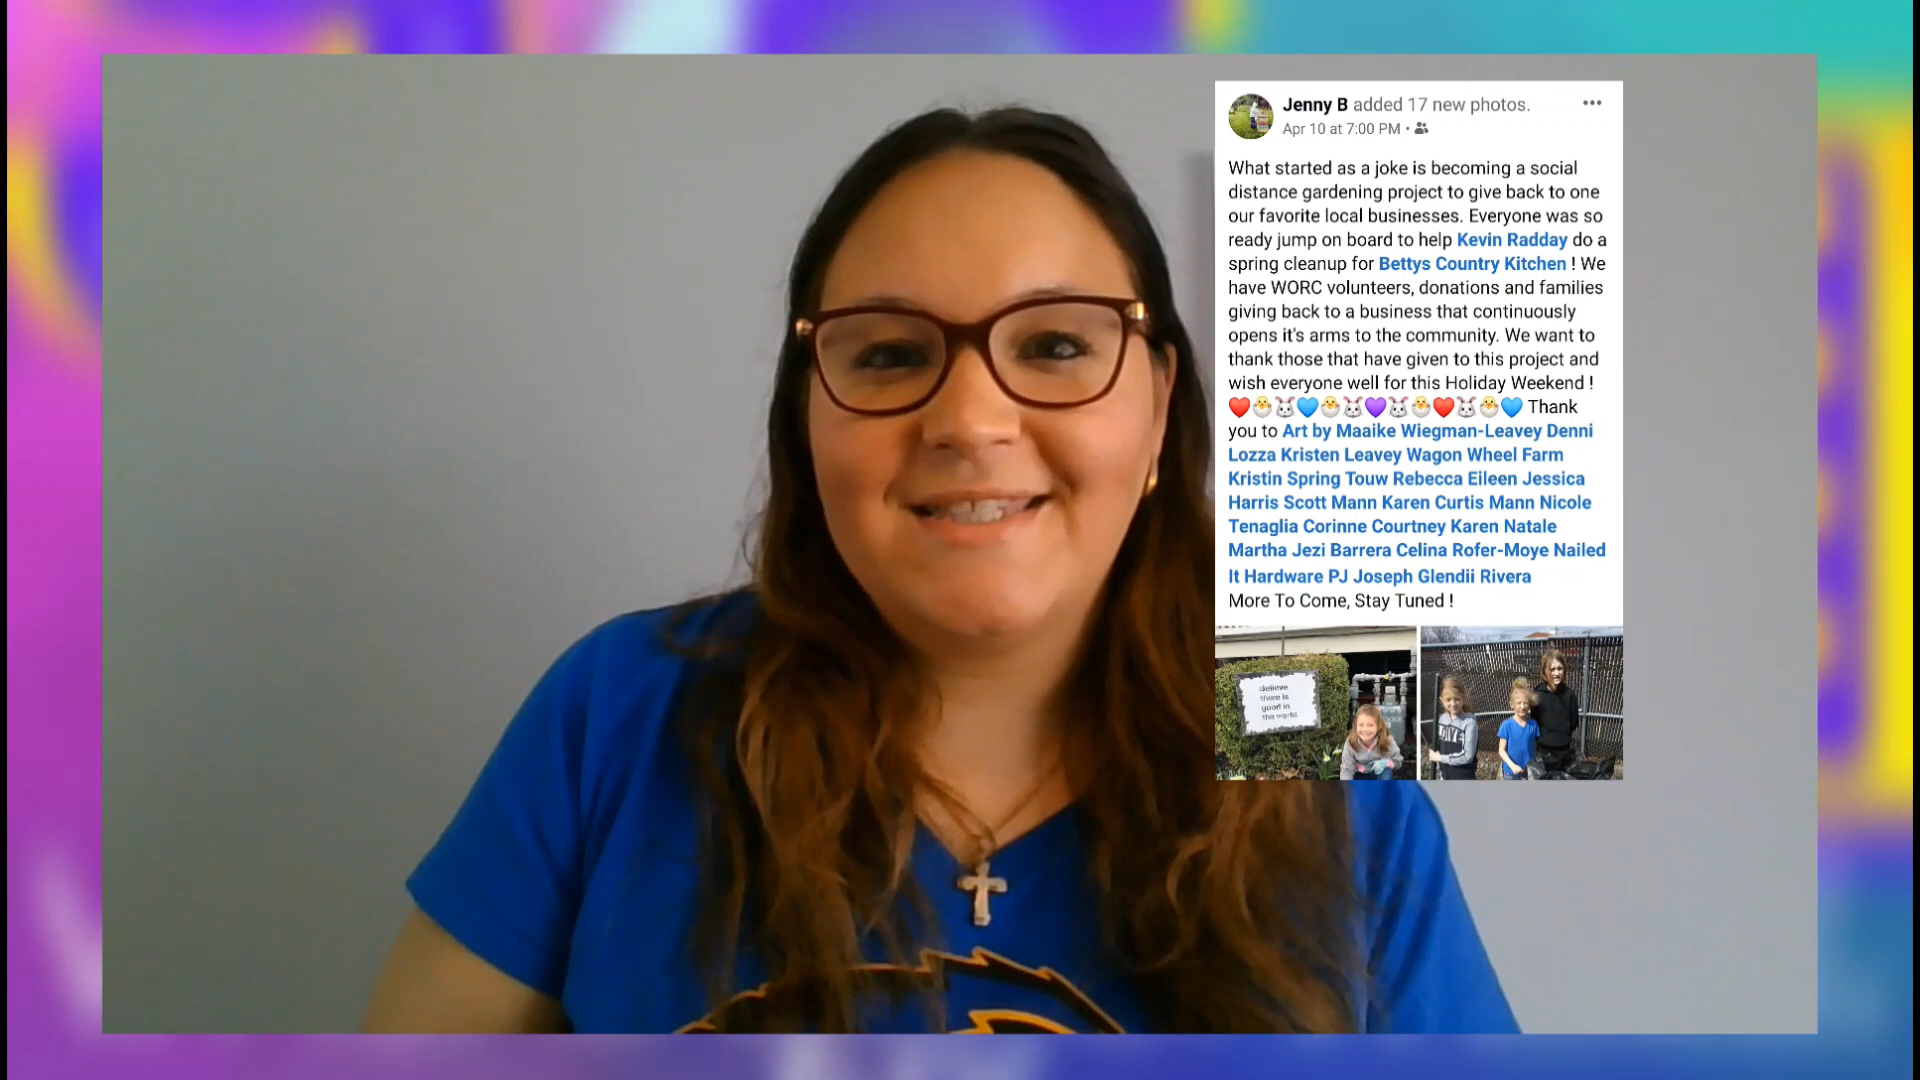 Jenny B added 17 new photos.
Apr 10 at 7:00 PM •
What started as a joke is becoming a social
distance gardening project to give back to one
our favorite local businesses. Everyone was so
ready jump on board to help Kevin Radday do a
spring cleanup for Bettys Country Kitchen ! We
have WORC volunteers, donations and families
giving back to a business that continuously
opens it's arms to the community. We want to
thank those that have given to this project and
wish everyone well for this Holiday Weekend !
❤️🐣🐰💙🐣🐰💜🐰🐣❤️🐰🐣💙 Thank
you to Art by Maaike Wiegman-Leavey Denni
Lozza Kristen Leavey Wagon Wheel Farm
Kristin Spring Touw Rebecca Eileen Jessica
Harris Scott Mann Karen Curtis Mann Nicole
Tenaglia Corinne Courtney Karen Natale
Martha Jezi Barrera Celina Rofer-Moye Nailed
It Hardware PJ Joseph Glendii Rivera
More To Come, Stay Tuned !
Believe
there is
good in
the world.